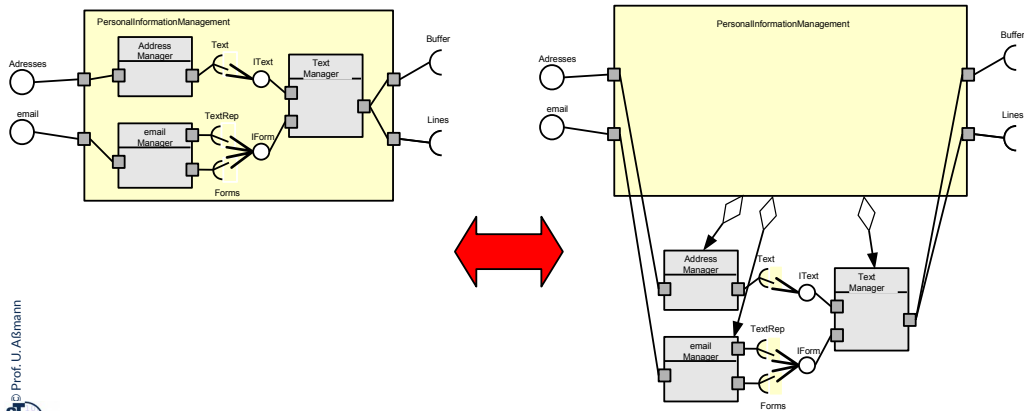 PersonalInformationManagement
Address
Manager
Text
IText
Text
Manager
Buffer
Adresses
email
email
Manager
TextRep
IForm
Forms
Lines
PersonalInformationManagement
Buffer
Adresses
email
Lines
Address
Manager
Text
IText
Text
Manager
email
Manager
TextRep
IForm
Forms
© Prof. U. Aßmann